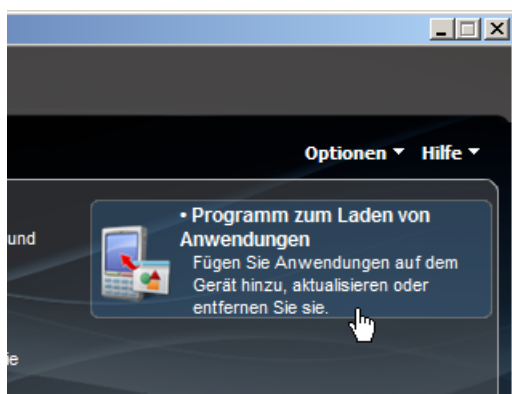 Optionen Hilfe
und
• Programm zum Laden von
Anwendungen
Fügen Sie Anwendungen auf dem
Gerät hinzu, aktualisieren oder
entfernen Sie sie.
ie